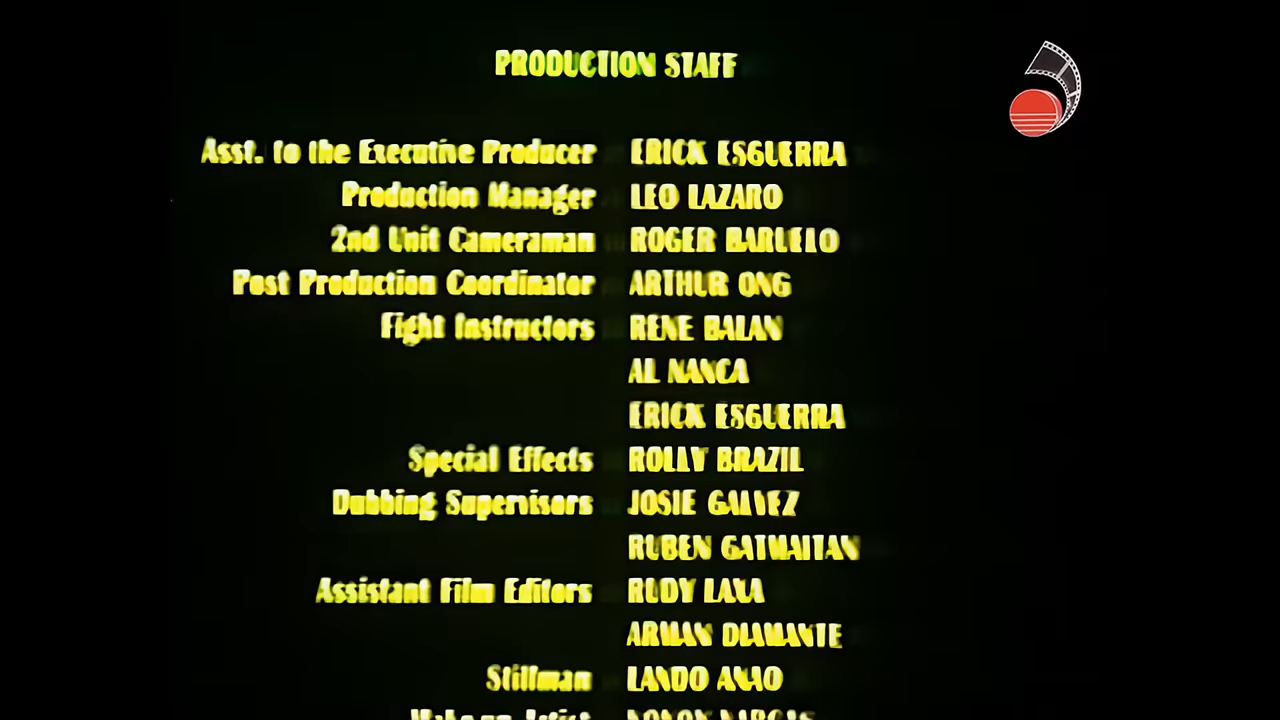 PRODUCTION STAFF
Asst. to the Executive Producer ERICK ESGUERRA
Production Manager LEO LAZARO
2nd Unit Cameraman ROGER BARUELO
Post Production Coordinator ARTHUR ONG
Fight Instructors RENE BALAN
AL NANCA
ERICK ESGUERRA
Special Effects ROLLY BRAZIL
Dubbing Supervisors JOSIE GALVEZ
RUBEN GATMAITAN
Assistant Film Editors RUDY LAXA
ARMAN DIAMANTE
Stillman LANDO